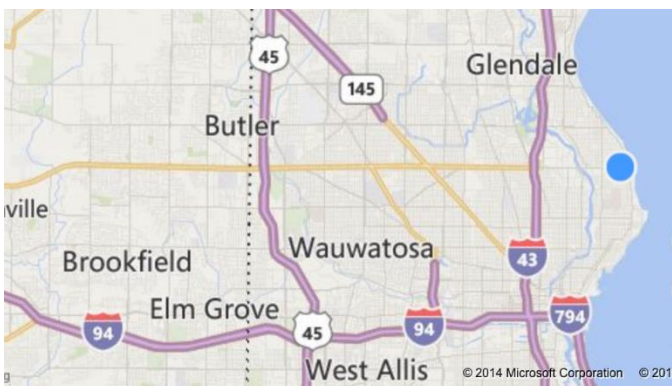 45
Glendale
145
Butler
ville
Wauwatosa
43
Brookfield
Elm Grove
94
45
94
794
West Allis
© 2014 Microsoft Corporation © 201